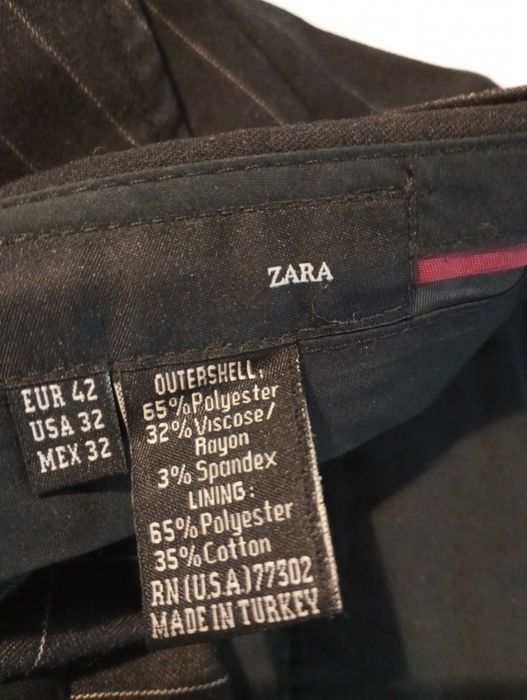 ZARA
EUR 42
USA 32
MEX 32
OUTERSHELL:
65%Polyester
32%Viscose/
Rayon
3% Spandex
LINING:
65%Polyester
35%Cotton
RN(U.S.A)77302
MADE IN TURKEY